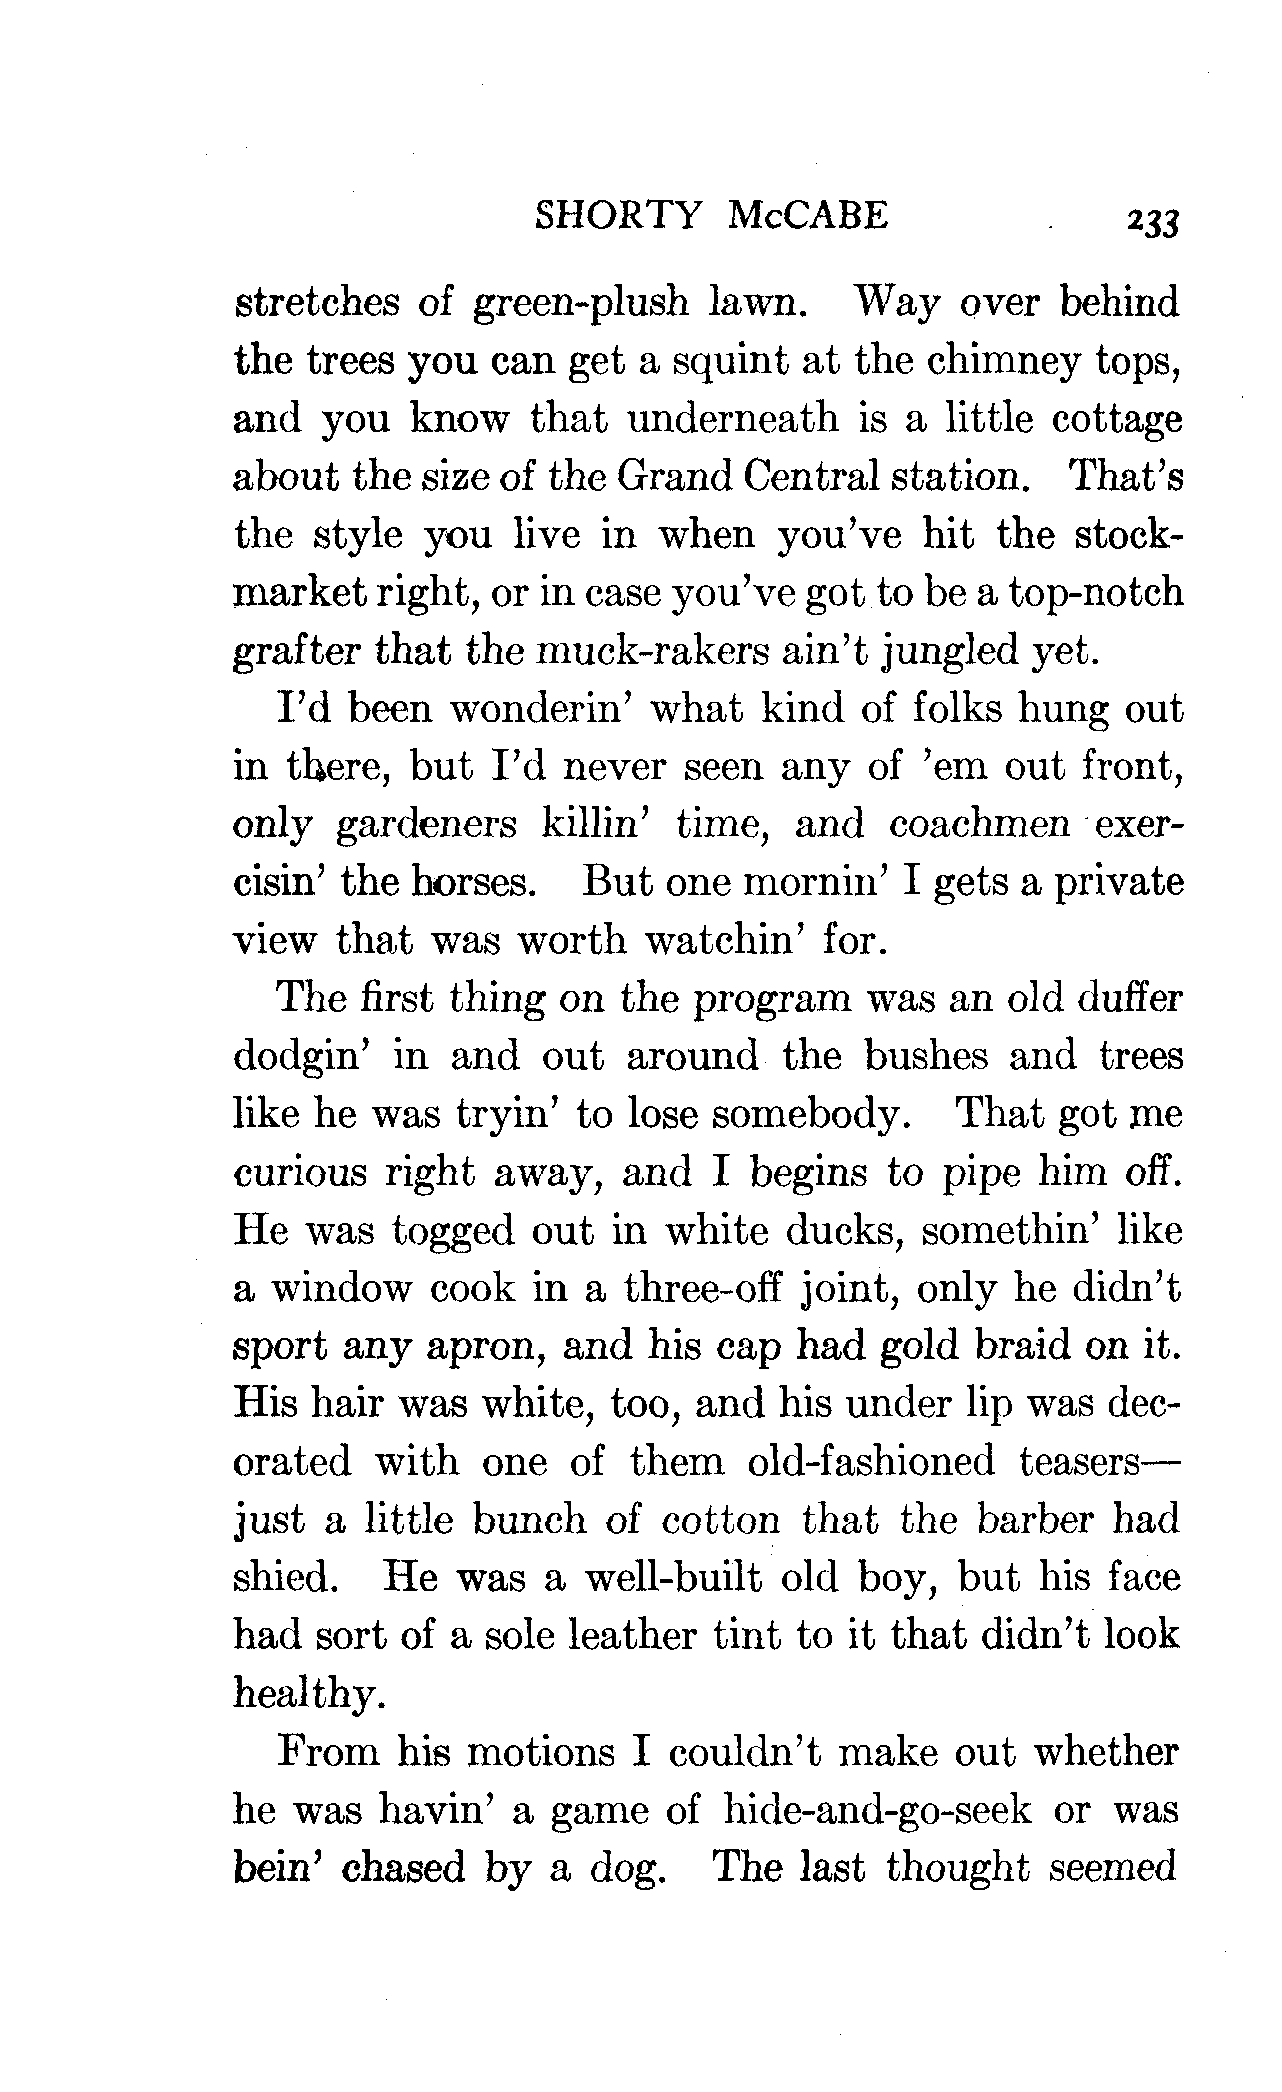 SHORTY McCABE 233
stretches of green-plush lawn. Way over behind
the trees you can get a squint at the chimney tops,
and you know that underneath is a little cottage
about the size of the Grand Central station. That's
the style you live in when you've hit the stock-
market right, or in case you've got to be a top-notch
grafter that the muck-rakers ain't jungled yet.
I'd been wonderin' what kind of folks hung out
in there, but I'd never seen any of 'em out front,
only gardeners killin' time, and coachmen exer-
cisin' the horses. But one mornin' I gets a private
view that was worth watchin' for.
The first thing on the program was an old duffer
dodgin' in and out around the bushes and trees
like he was tryin' to lose somebody. That got me
curious right away, and I begins to pipe him off.
He was togged out in white ducks, somethin' like
a window cook in a three-off joint, only he didn't
sport any apron, and his cap had gold braid on it.
His hair was white, too, and his under lip was dec-
orated with one of them old-fashioned teasers—
just a little bunch of cotton that the barber had
shied. He was a well-built old boy, but his face
had sort of a sole leather tint to it that didn't look
healthy.
From his motions I couldn't make out whether
he was havin' a game of hide-and-go-seek or was
bein' chased by a dog. The last thought seemed